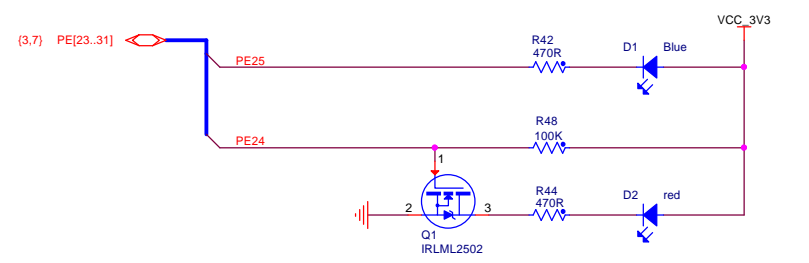 VCC_3V3
{3,7} PE[23..31]
R42
470R
D1 Blue
PE25
R48
100K
PE24
1
R44
470R
D2 red
2
3
Q1
IRLML2502